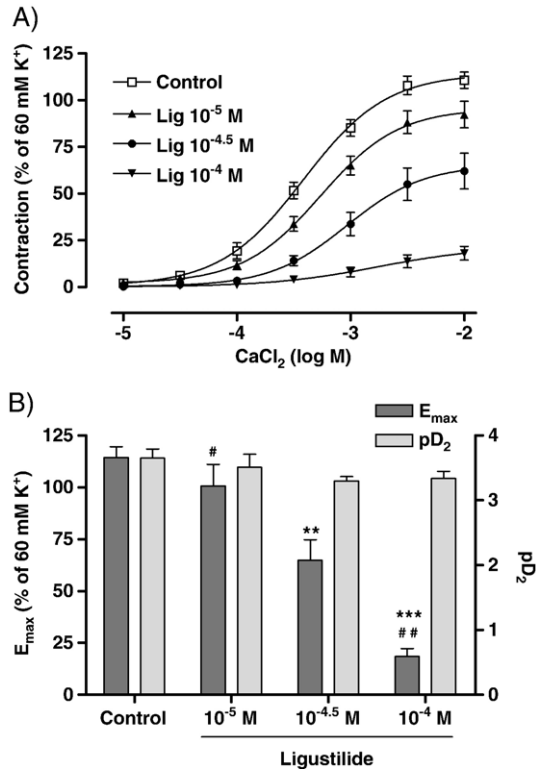 A)
Contraction (% of 60 mM K⁺)
125
100
75
50
25
0
Control
Lig 10⁻⁵ M
Lig 10⁻⁴·⁵ M
Lig 10⁻⁴ M
-5 -4 -3 -2
CaCl₂ (log M)
B)
Eₘₐₓ
pD₂
Eₘₐₓ (% of 60 mM K⁺)
125
100
75
50
25
0
#
**
***
##
4
3
2
1
0
pD₂
Control 10⁻⁵ M 10⁻⁴·⁵ M 10⁻⁴ M
Ligustilide